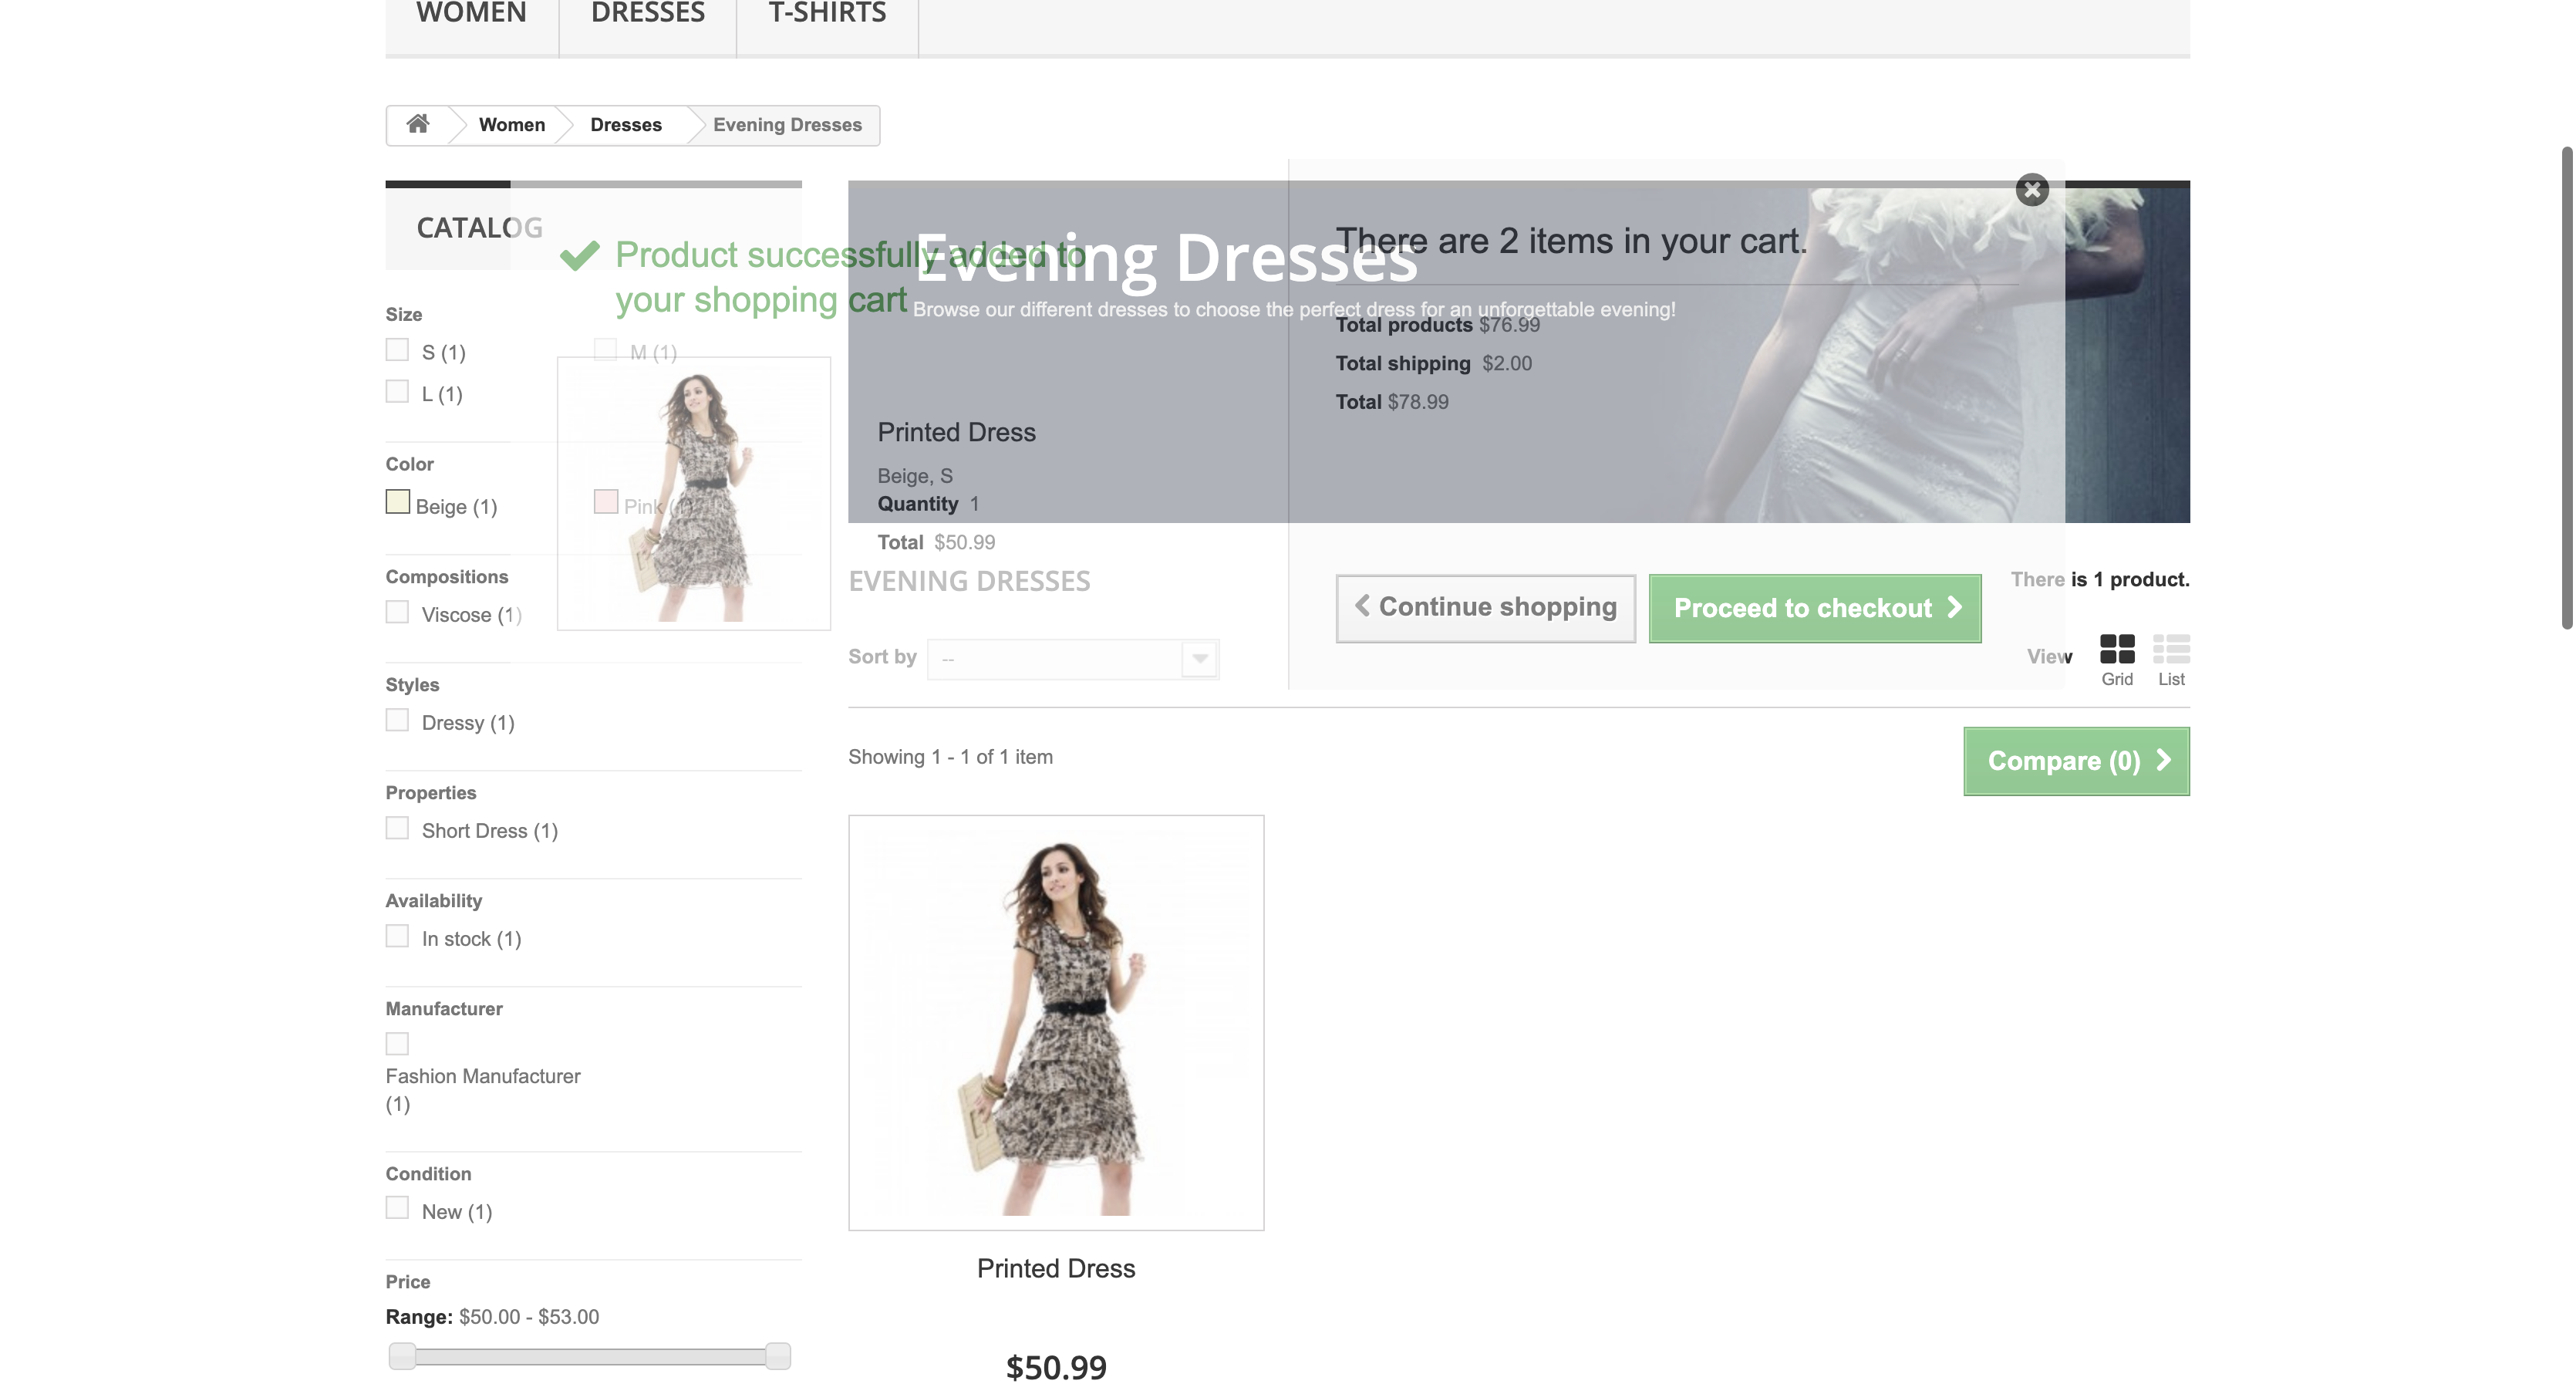 WOMEN
DRESSES
T-SHIRTS
Women
Dresses
Evening Dresses
CATALOG
Size
S (1)
M (1)
L (1)
Color
Beige (1)
Pink
Compositions
Viscose (1)
Styles
Dressy (1)
Properties
Short Dress (1)
Availability
In stock (1)
Manufacturer
Fashion Manufacturer
(1)
Condition
New (1)
Price
Range: $50.00 - $53.00
Product successfully added to
your shopping cart
Evening Dresses
Browse our different dresses to choose the perfect dress for an unforgettable evening!
Printed Dress
Beige, S
Quantity 1
Total $50.99
There are 2 items in your cart.
Total products $76.99
Total shipping $2.00
Total $78.99
Continue shopping
Proceed to checkout
EVENING DRESSES
There is 1 product.
Sort by
--
View
Grid
List
Showing 1 - 1 of 1 item
Compare (0)
Printed Dress
$50.99